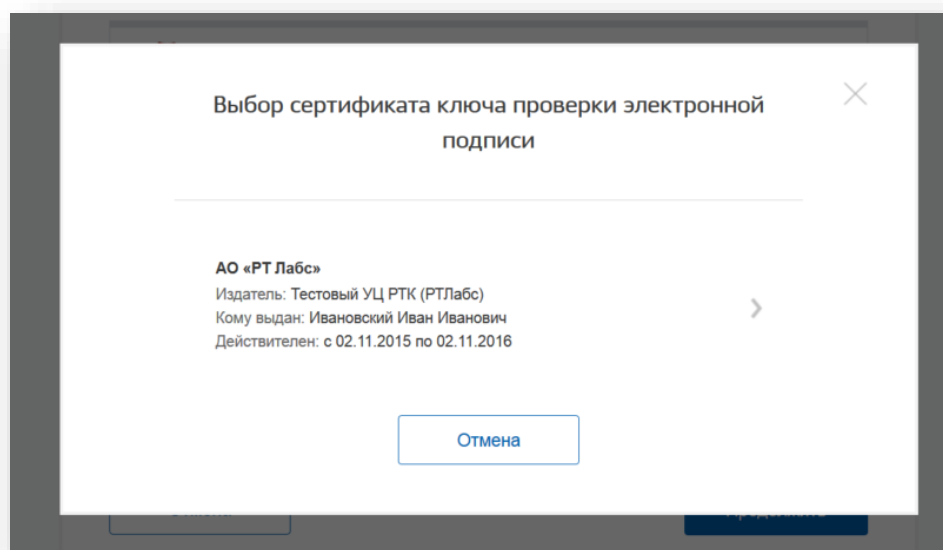 Выбор сертификата ключа проверки электронной
подписи
АО «РТ Лабс»
Издатель: Тестовый УЦ РТК (РТЛабс)
Кому выдан: Ивановский Иван Иванович
Действителен: с 02.11.2015 по 02.11.2016
Отмена